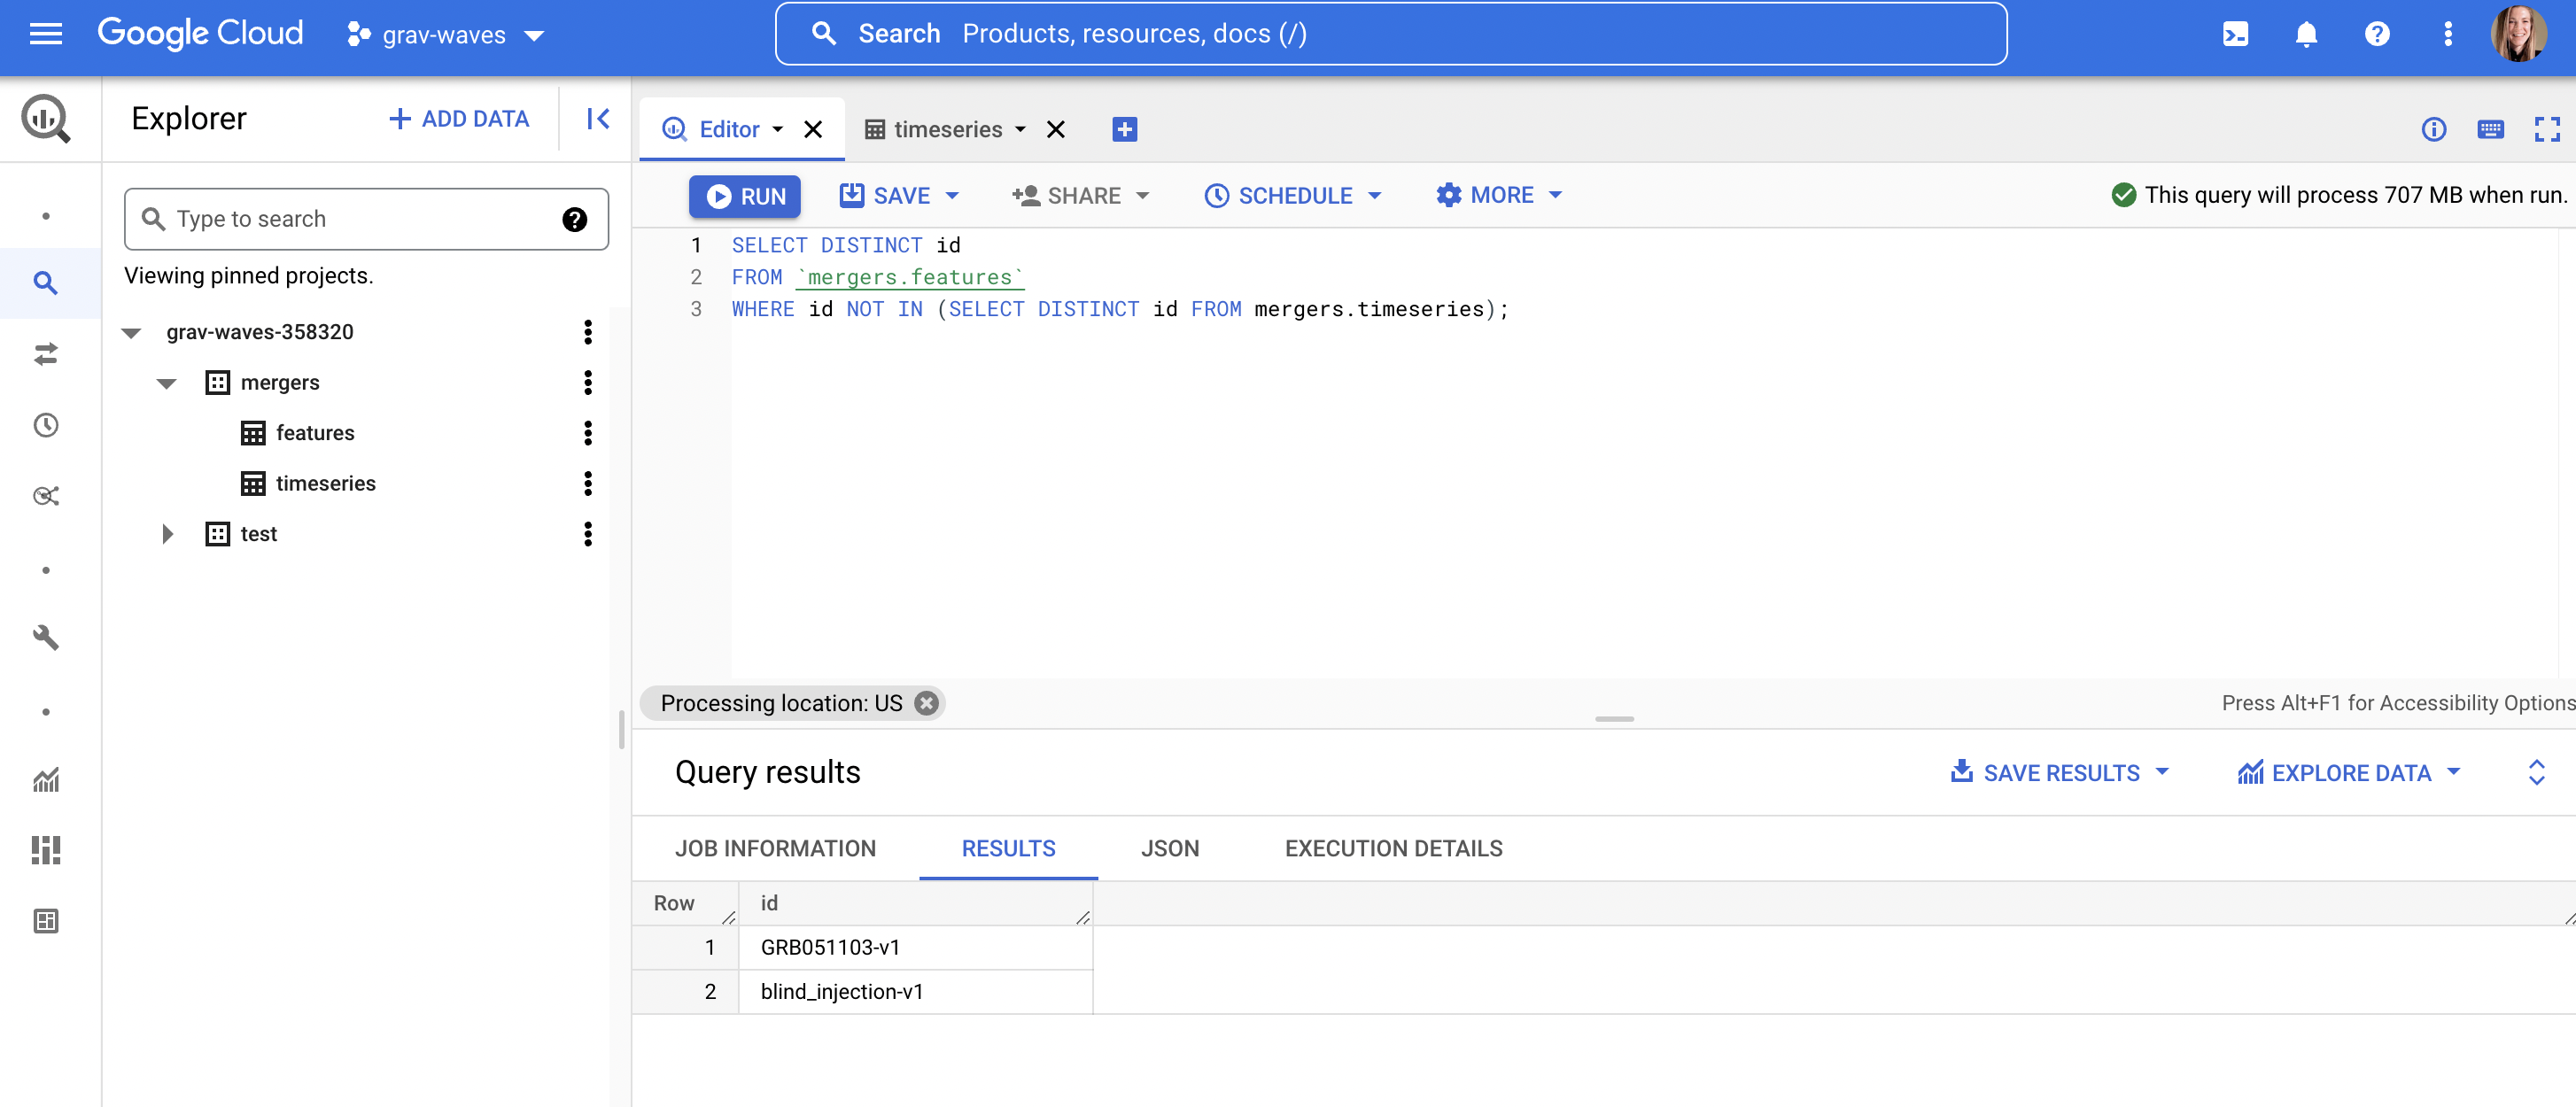 Google Cloud grav-waves Search Products, resources, docs (/)
Explorer + ADD DATA
Editor timeseries
RUN SAVE SHARE SCHEDULE MORE This query will process 707 MB when run.
Type to search
Viewing pinned projects.
grav-waves-358320
mergers
features
timeseries
test
1 SELECT DISTINCT id
2 FROM `mergers.features`
3 WHERE id NOT IN (SELECT DISTINCT id FROM mergers.timeseries);
Processing location: US Press Alt+F1 for Accessibility Options
Query results SAVE RESULTS EXPLORE DATA
JOB INFORMATION RESULTS JSON EXECUTION DETAILS
Row id
1 GRB051103-v1
2 blind_injection-v1